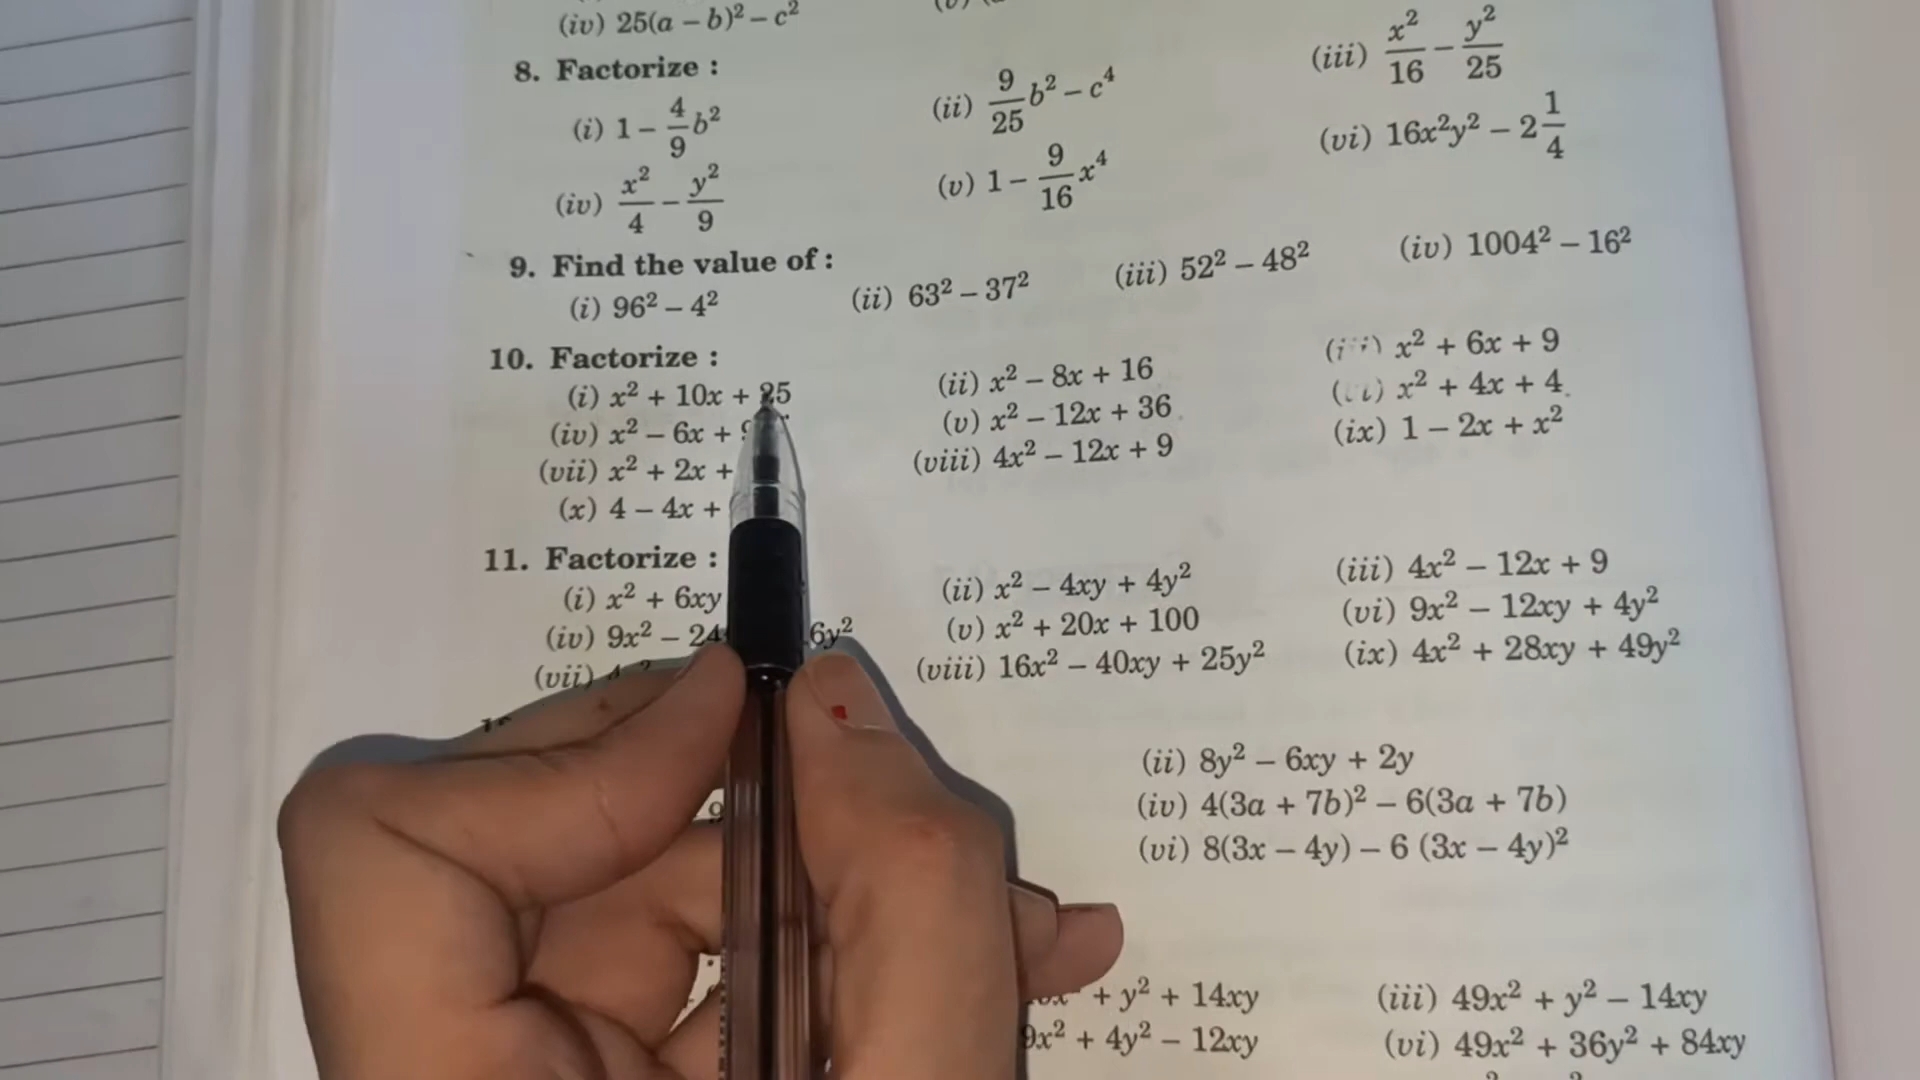 (iv) 25(a – b)² – c²
8. Factorize :
(i) 1 – 4/9 b² (ii) 9/25 b² – c⁴ (iii) x²/16 – y²/25
(iv) x²/4 – y²/9 (v) 1 – 9/16 x⁴ (vi) 16x²y² – 2 1/4
9. Find the value of :
(i) 96² – 4² (ii) 63² – 37² (iii) 52² – 48² (iv) 1004² – 16²
10. Factorize :
(i) x² + 10x + 25 (ii) x² – 8x + 16 x² + 6x + 9
(iv) x² – 6x + (v) x² – 12x + 36 x² + 4x + 4
(vii) x² + 2x + (viii) 4x² – 12x + 9 (ix) 1 – 2x + x²
(x) 4 – 4x +
11. Factorize :
(i) x² + 6xy (ii) x² – 4xy + 4y² (iii) 4x² – 12x + 9
(iv) 9x² – 24 6y² (v) x² + 20x + 100 (vi) 9x² – 12xy + 4y²
(vii) (viii) 16x² – 40xy + 25y² (ix) 4x² + 28xy + 49y²
(ii) 8y² – 6xy + 2y
(iv) 4(3a + 7b)² – 6(3a + 7b)
(vi) 8(3x – 4y) – 6 (3x – 4y)²
+ y² + 14xy (iii) 49x² + y² – 14xy
9x² + 4y² – 12xy (vi) 49x² + 36y² + 84xy